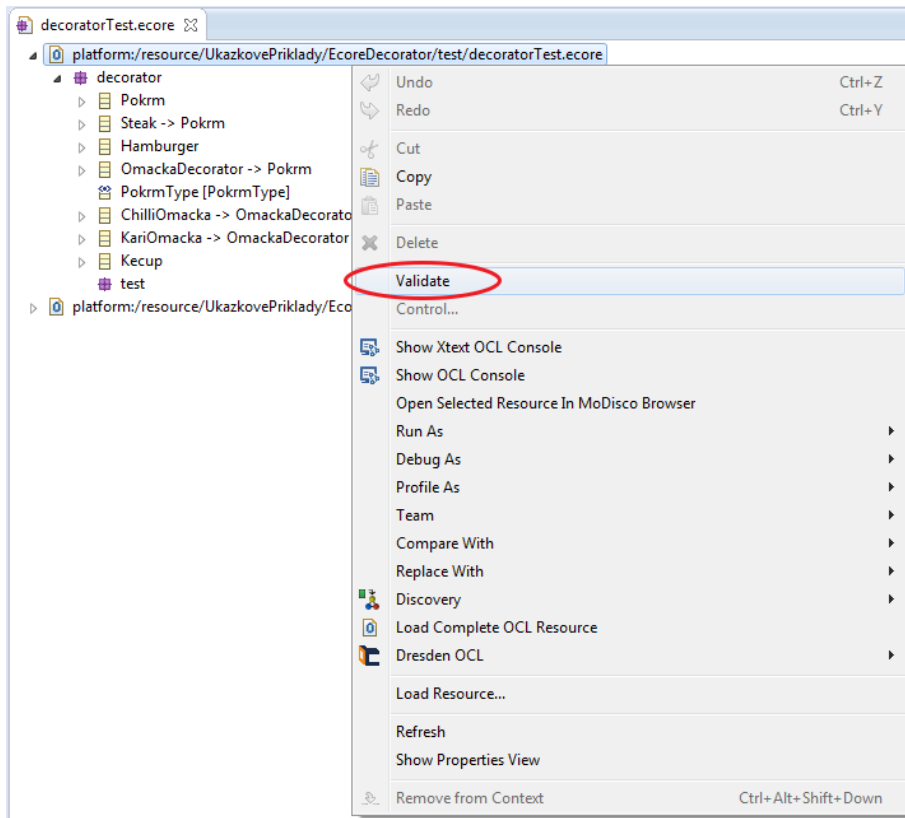 decoratorTest.ecore
platform:/resource/UkazkovePriklady/EcoreDecorator/test/decoratorTest.ecore
decorator
Pokrm
Steak -> Pokrm
Hamburger
OmackaDecorator -> Pokrm
PokrmType [PokrmType]
ChilliOmacka -> OmackaDecorato
KariOmacka -> OmackaDecorator
Kecup
test
platform:/resource/UkazkovePriklady/Eco
Undo Ctrl+Z
Redo Ctrl+Y
Cut
Copy
Paste
Delete
Validate
Control...
Show Xtext OCL Console
Show OCL Console
Open Selected Resource In MoDisco Browser
Run As
Debug As
Profile As
Team
Compare With
Replace With
Discovery
Load Complete OCL Resource
Dresden OCL
Load Resource...
Refresh
Show Properties View
Remove from Context Ctrl+Alt+Shift+Down